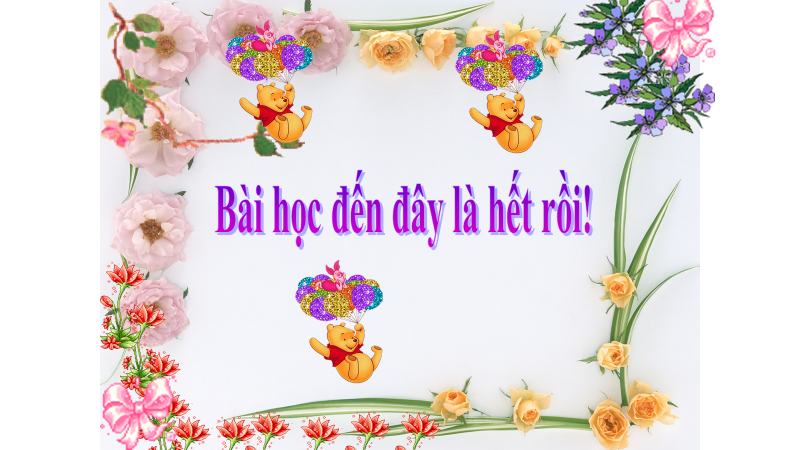 Bài học đến đây là hết rồi!